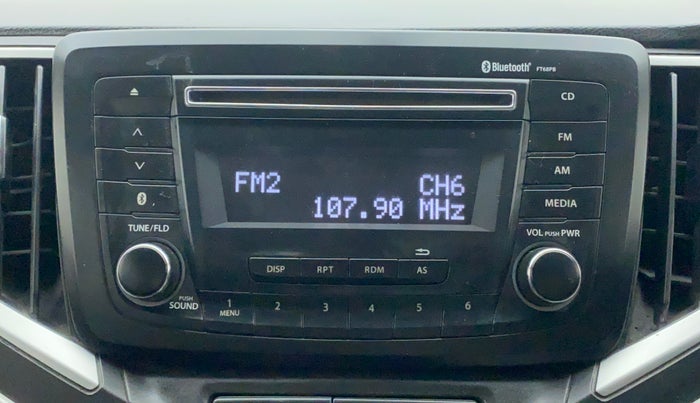 Bluetooth® FT68PB
CD
FM
AM
MEDIA
FM2 CH6
107.90 MHz
TUNE/FLD
VOL PUSH PWR
DISP RPT RDM AS
PUSH
SOUND
1 2 3 4 5 6
MENU